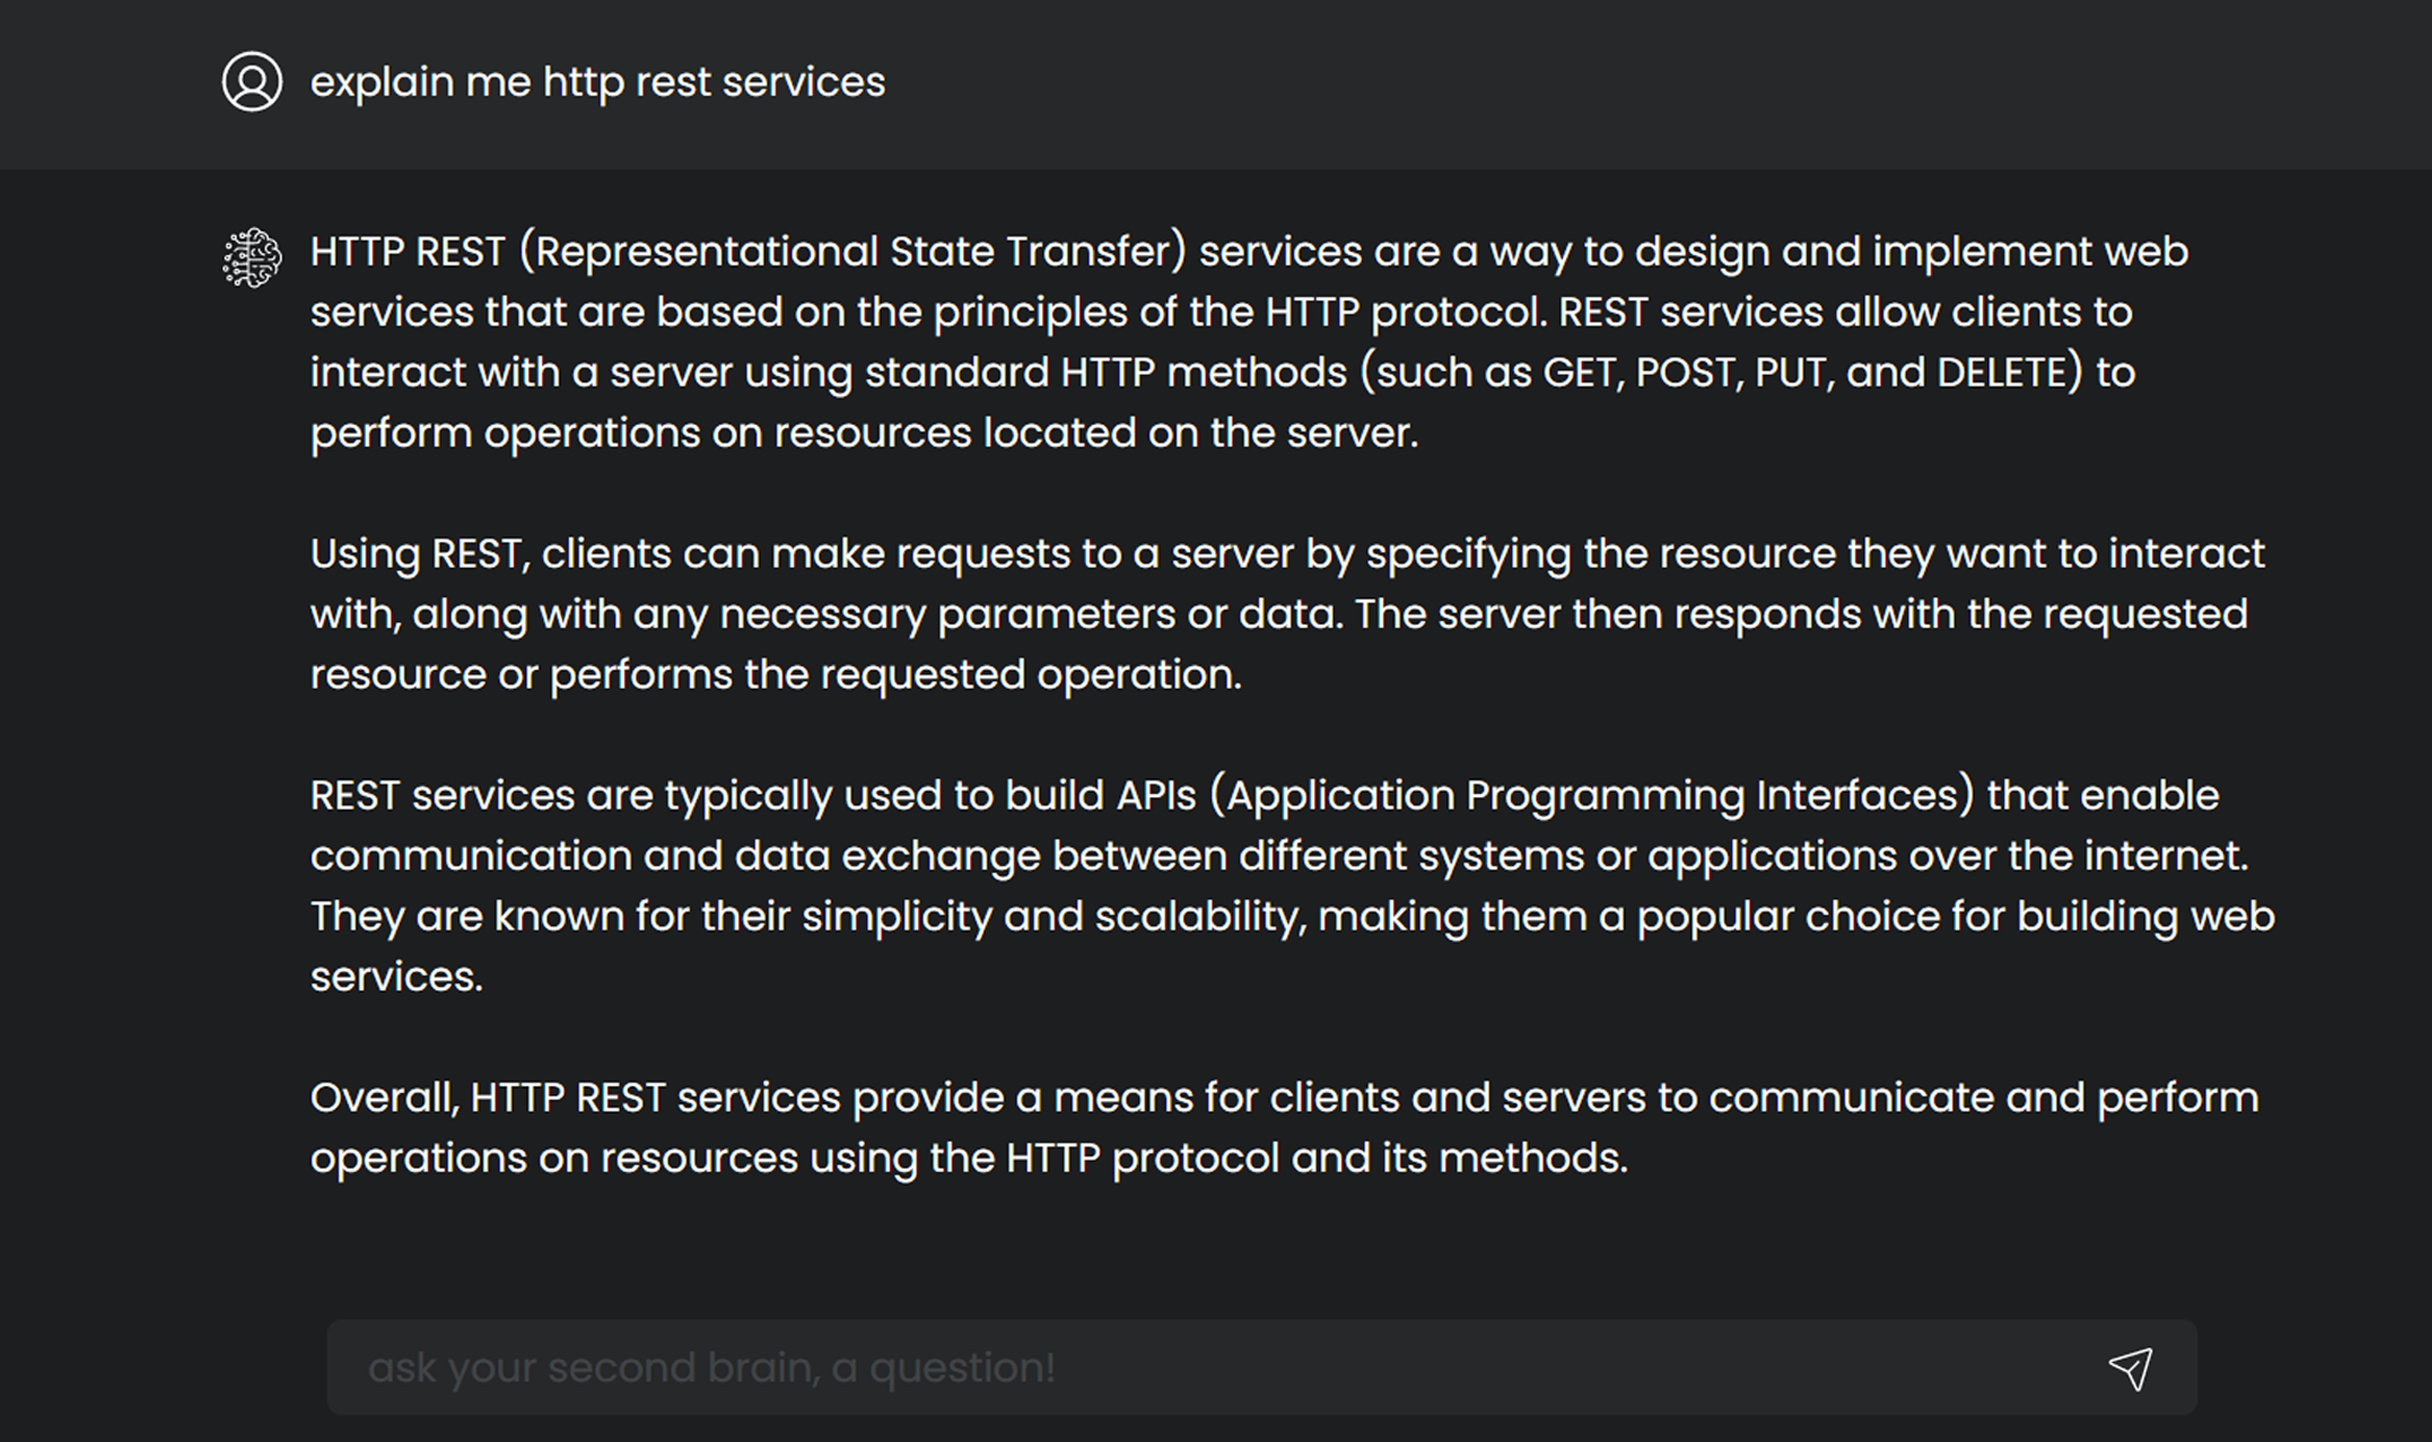 explain me http rest services
HTTP REST (Representational State Transfer) services are a way to design and implement web
services that are based on the principles of the HTTP protocol. REST services allow clients to
interact with a server using standard HTTP methods (such as GET, POST, PUT, and DELETE) to
perform operations on resources located on the server.
Using REST, clients can make requests to a server by specifying the resource they want to interact
with, along with any necessary parameters or data. The server then responds with the requested
resource or performs the requested operation.
REST services are typically used to build APIs (Application Programming Interfaces) that enable
communication and data exchange between different systems or applications over the internet.
They are known for their simplicity and scalability, making them a popular choice for building web
services.
Overall, HTTP REST services provide a means for clients and servers to communicate and perform
operations on resources using the HTTP protocol and its methods.
ask your second brain, a question!